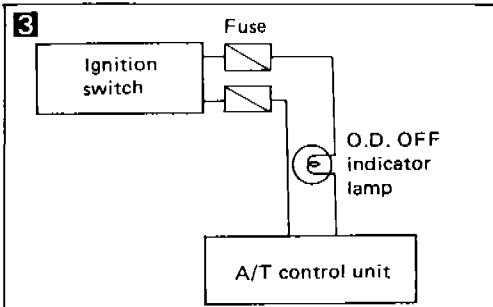 3
Fuse
Ignition
switch
O.D. OFF
indicator
lamp
A/T control unit